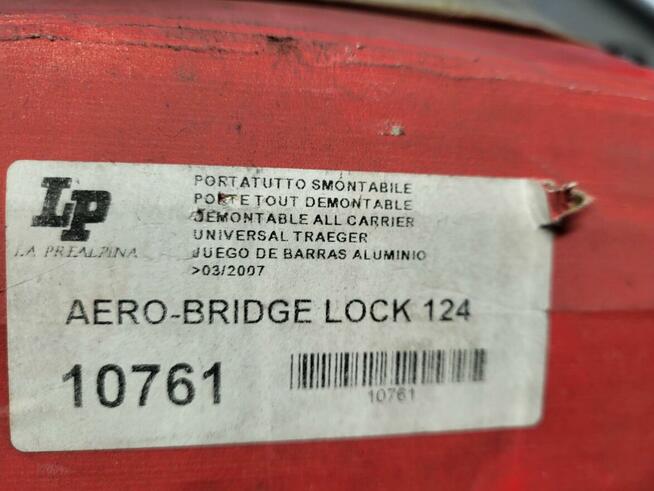 LP
LA PREALPINA
PORTATUTTO SMONTABILE
PORTE TOUT DEMONTABLE
DEMONTABLE ALL CARRIER
UNIVERSAL TRAEGER
JUEGO DE BARRAS ALUMINIO
>03/2007
AERO-BRIDGE LOCK 124
10761
10761